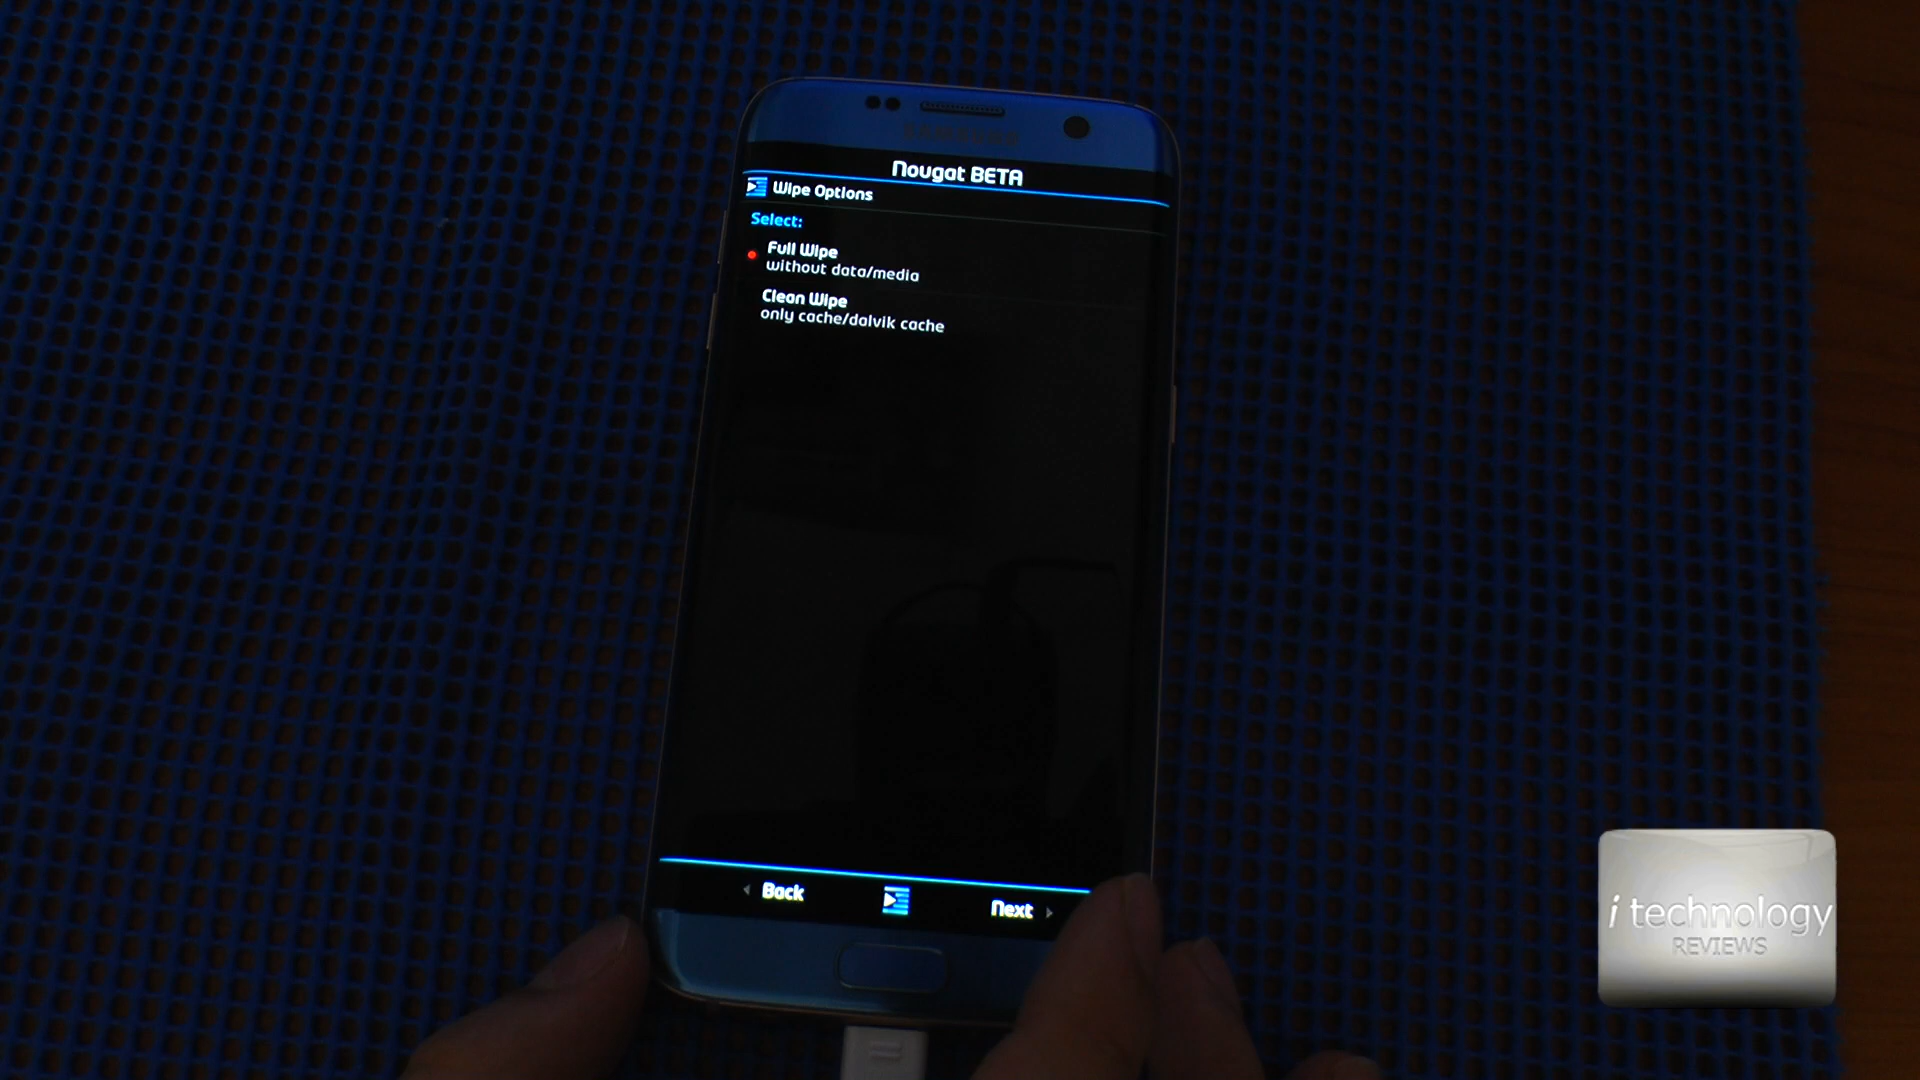 SAMSUNG
Nougat BETA
Wipe Options
Select:
Full Wipe
without data/media
Clean Wipe
only cache/dalvik cache
Back
Next
i technology
REVIEWS